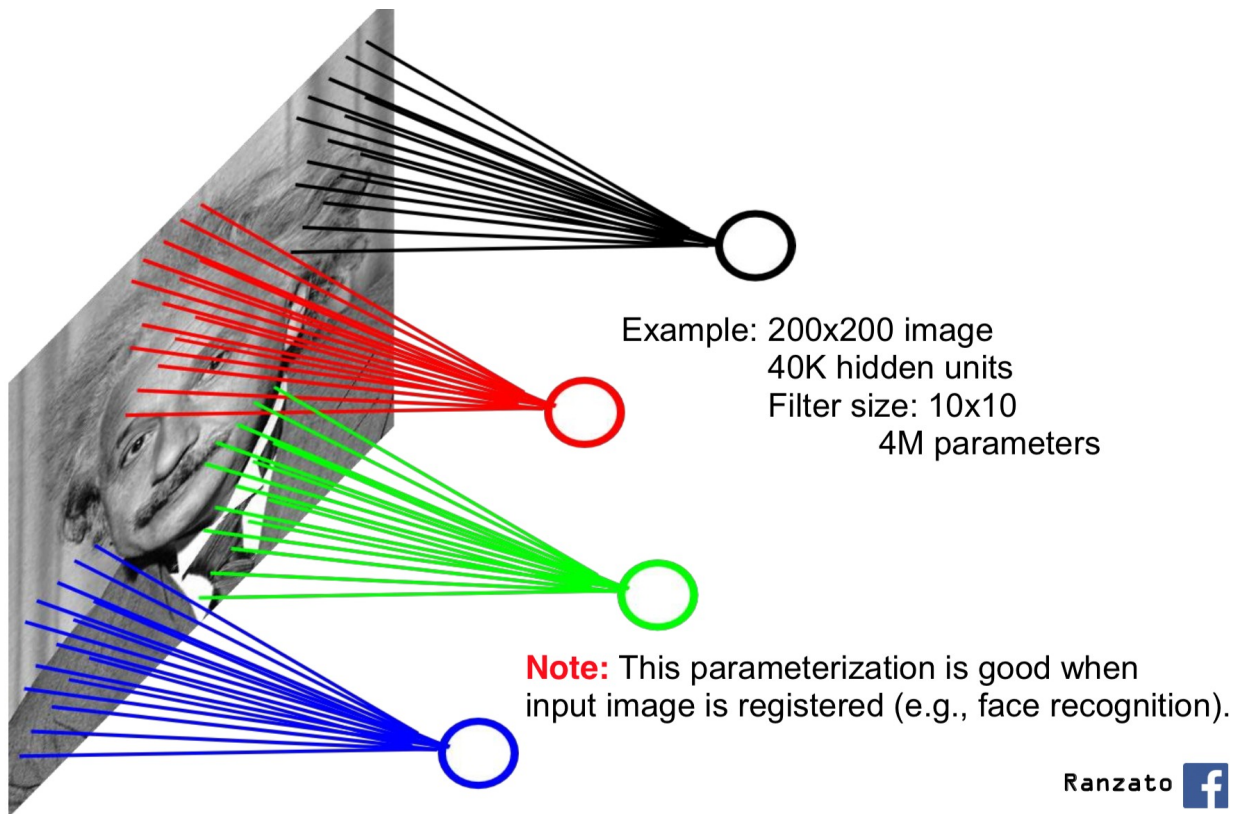 Example: 200x200 image
40K hidden units
Filter size: 10x10
4M parameters
Note: This parameterization is good when
input image is registered (e.g., face recognition).
Ranzato f